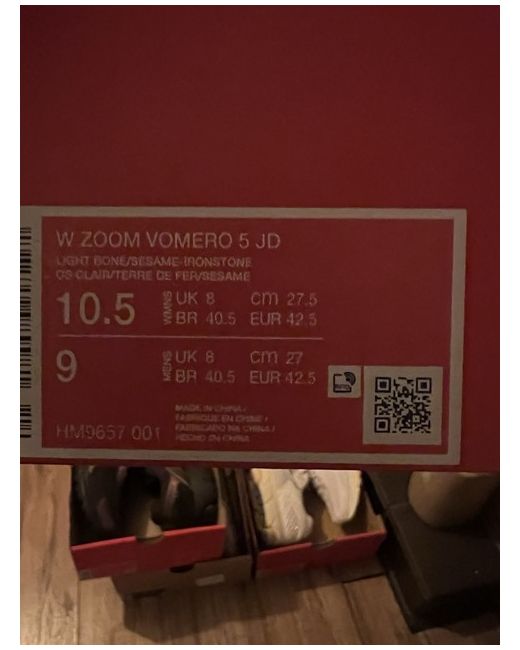 W ZOOM VOMERO 5 JD
LIGHT BONE/SESAME-IRONSTONE
OS CLAIR/TERRE DE FER/SESAME
10.5 WMNS UK 8 cm 27.5
BR 40.5 EUR 42.5
9 MENS UK 8 cm 27
BR 40.5 EUR 42.5
MADE IN CHINA /
FABRIQUE EN CHINE /
FABRICADO NA CHINA /
HECHO EN CHINA
HM9657 001